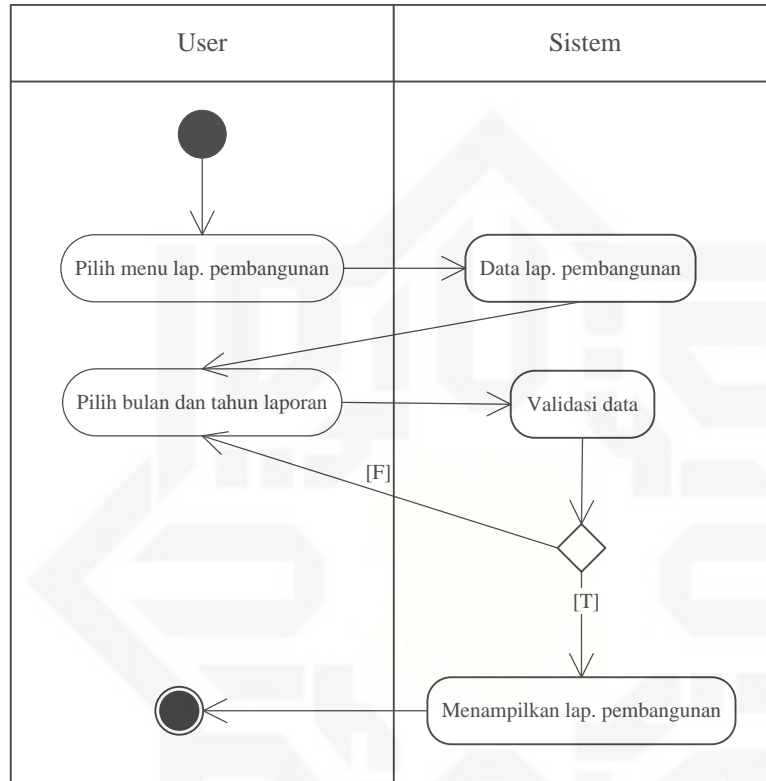 User
Sistem
Pilih menu lap. pembangunan
Data lap. pembangunan
Pilih bulan dan tahun laporan
Validasi data
[F]
[T]
Menampilkan lap. pembangunan